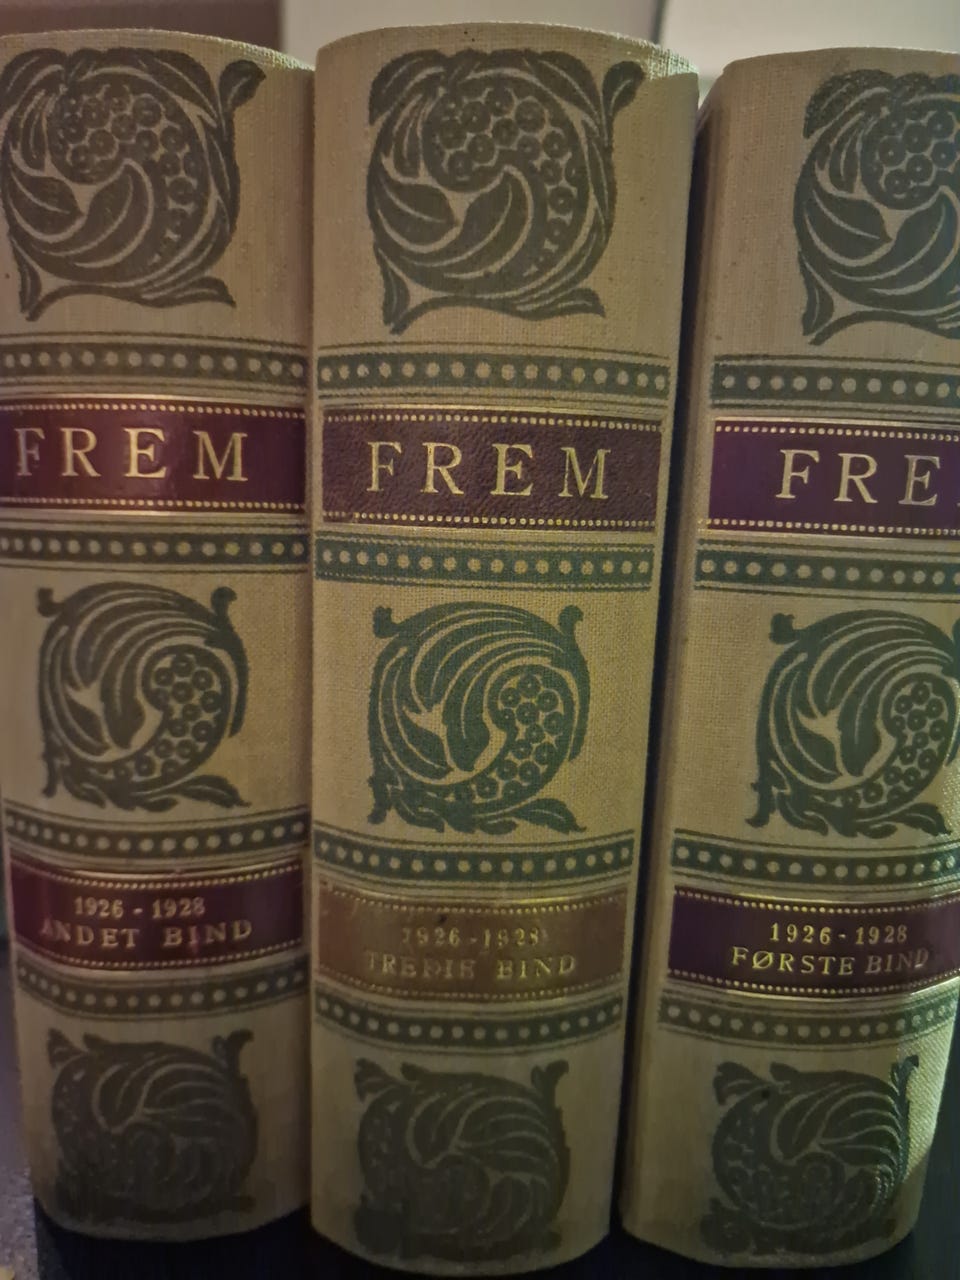 FREM
1926 - 1928
ANDET BIND
FREM
1926 - 1928
TREDIE BIND
FRE
1926 - 1928
FØRSTE BIND